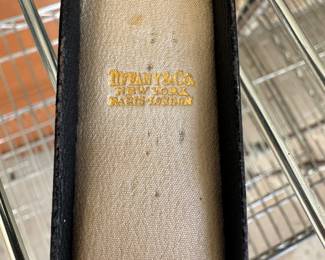 TIFFANY & CO.
NEW YORK
PARIS·LONDON